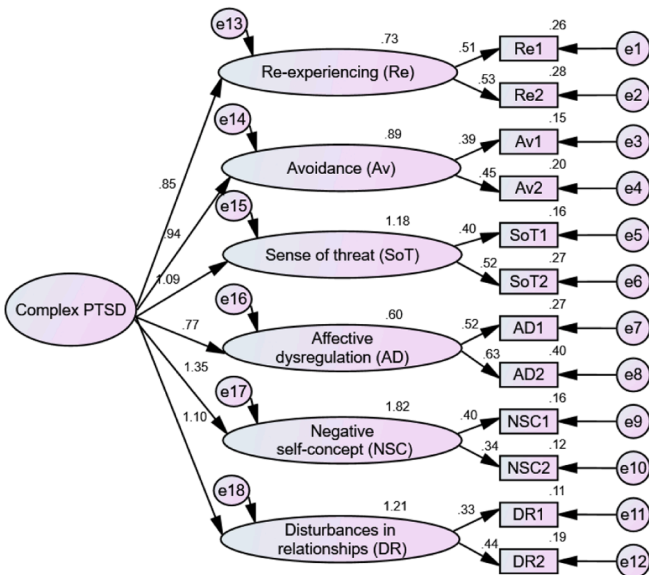 e13
.73
.26
.51
Re1
e1
Re-experiencing (Re)
.53
.28
Re2
e2
e14
.89
.15
.39
Av1
e3
Avoidance (Av)
.45
.20
Av2
e4
.85
e15
1.18
.16
.94
.40
SoT1
e5
Sense of threat (SoT)
.52
.27
SoT2
e6
1.09
Complex PTSD
e16
.60
.27
.77
.52
AD1
e7
Affective
dysregulation (AD)
.63
.40
AD2
e8
1.35
e17
1.82
.16
.40
NSC1
e9
Negative
self-concept (NSC)
.34
.12
NSC2
e10
1.10
e18
1.21
.11
.33
DR1
e11
Disturbances in
relationships (DR)
.44
.19
DR2
e12